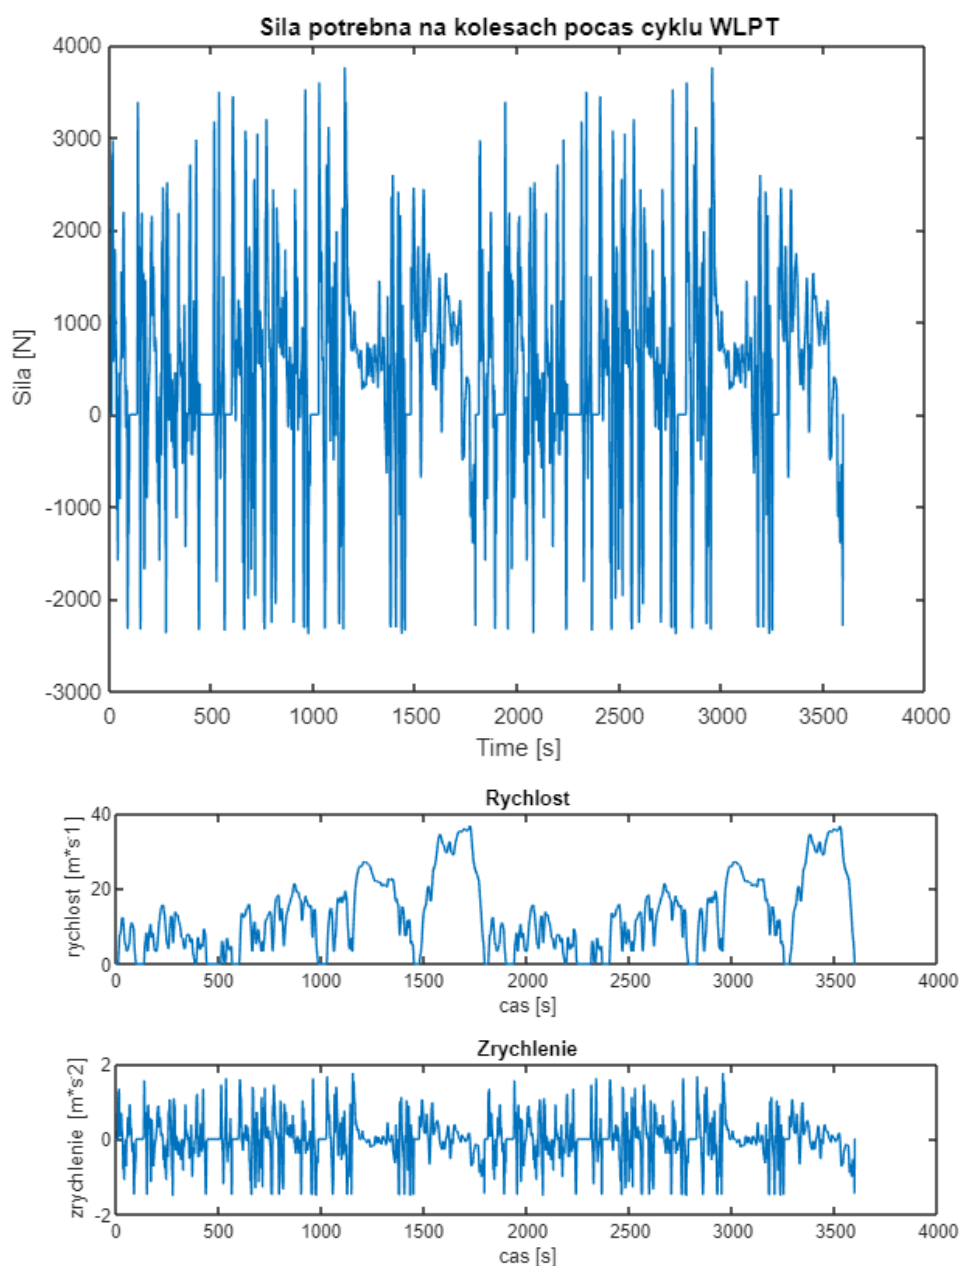 Sila potrebna na kolesach pocas cyklu WLPT
4000
3000
2000
1000
0
-1000
-2000
-3000
Sila [N]
0 500 1000 1500 2000 2500 3000 3500 4000
Time [s]
Rychlost
40
20
0
rychlost [m*s-1]
0 500 1000 1500 2000 2500 3000 3500 4000
cas [s]
Zrychlenie
2
0
-2
zrychlenie [m*s-2]
0 500 1000 1500 2000 2500 3000 3500 4000
cas [s]